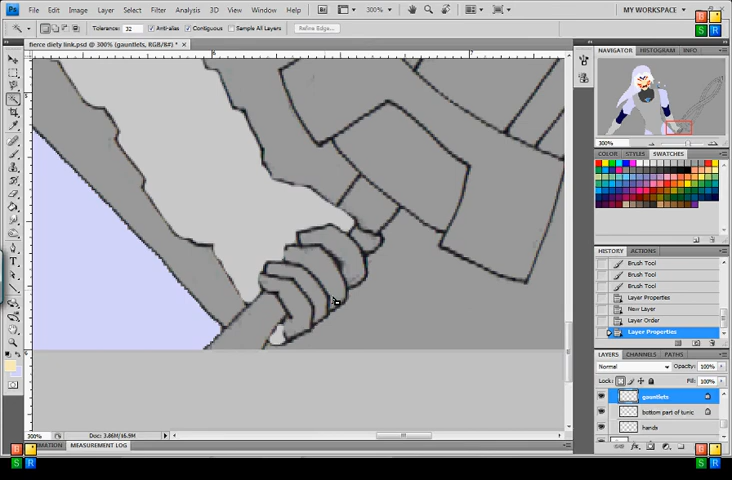 Ps File Edit Image Layer Select Filter Analysis 3D View Window Help 300% MY WORKSPACE
Tolerance: 32 Anti-alias Contiguous Sample All Layers Refine Edge...
fierce diety link.psd @ 300% (gauntlets, RGB/8#) *
6 7
NAVIGATOR HISTOGRAM INFO
300%
COLOR STYLES SWATCHES
HISTORY ACTIONS
Brush Tool
Brush Tool
Brush Tool
Layer Properties
New Layer
Layer Order
Layer Properties
LAYERS CHANNELS PATHS
Normal Opacity: 100%
Lock: Fill: 100%
gauntlets
bottom part of tunic
hands
300% Doc: 3.86M/16.9M
MEASUREMENT LOG
B
S R
B
S R
B
S R